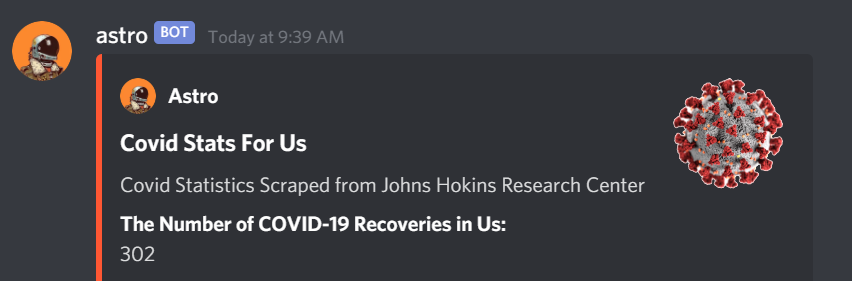 astro BOT Today at 9:39 AM
Astro
Covid Stats For Us
Covid Statistics Scraped from Johns Hokins Research Center
The Number of COVID-19 Recoveries in Us:
302